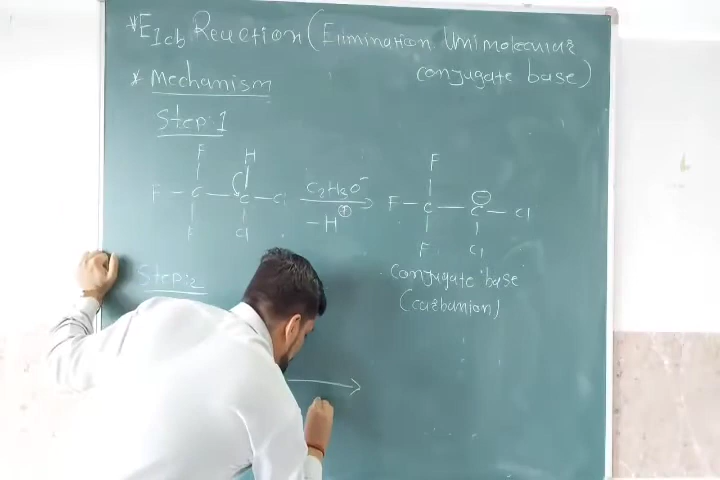 *E1cb Reaction (Elimination Unimolecular
conjugate base)
* Mechanism
Step:1
F
H
F
F - C - C - Cl
C2H5O⁻
F - C - C⊖ - Cl
- H⊕
F
Cl
F
Cl
Step:2
conjugate base
(carbanion)